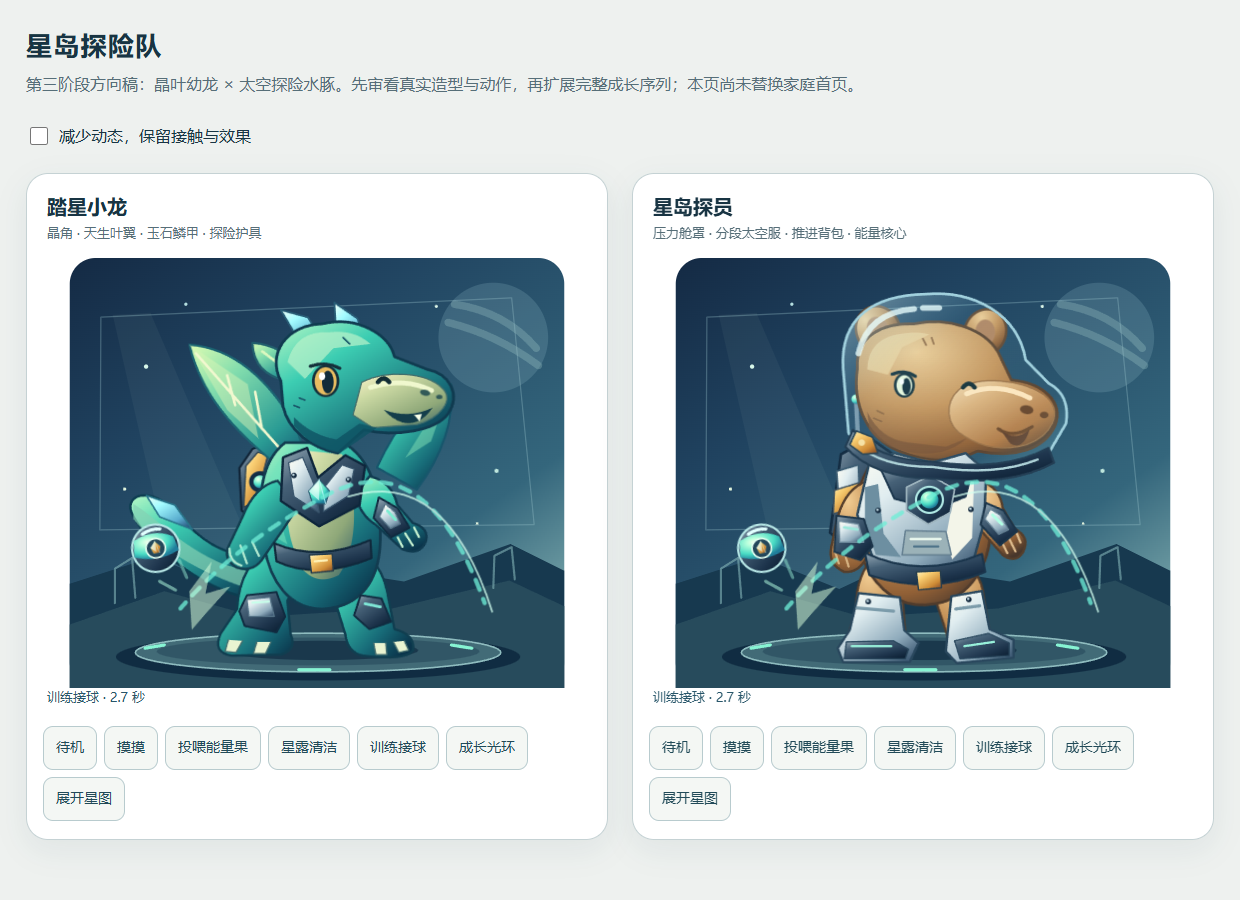 星岛探险队
第三阶段方向稿：晶叶幼龙 × 太空探险水豚。先审看真实造型与动作，再扩展完整成长序列；本页尚未替换家庭首页。
减少动态，保留接触与效果
踏星小龙
晶角 · 天生叶翼 · 玉石鳞甲 · 探险护具
训练接球 · 2.7 秒
待机
摸摸
投喂能量果
星露清洁
训练接球
成长光环
展开星图
星岛探员
压力舱罩 · 分段太空服 · 推进背包 · 能量核心
训练接球 · 2.7 秒
待机
摸摸
投喂能量果
星露清洁
训练接球
成长光环
展开星图